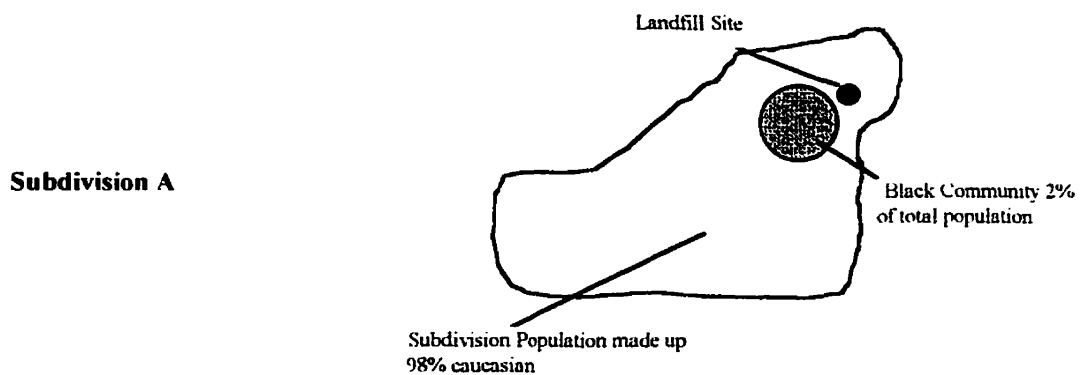 Landfill Site
Subdivision A
Black Community 2%
of total population
Subdivision Population made up
98% caucasian